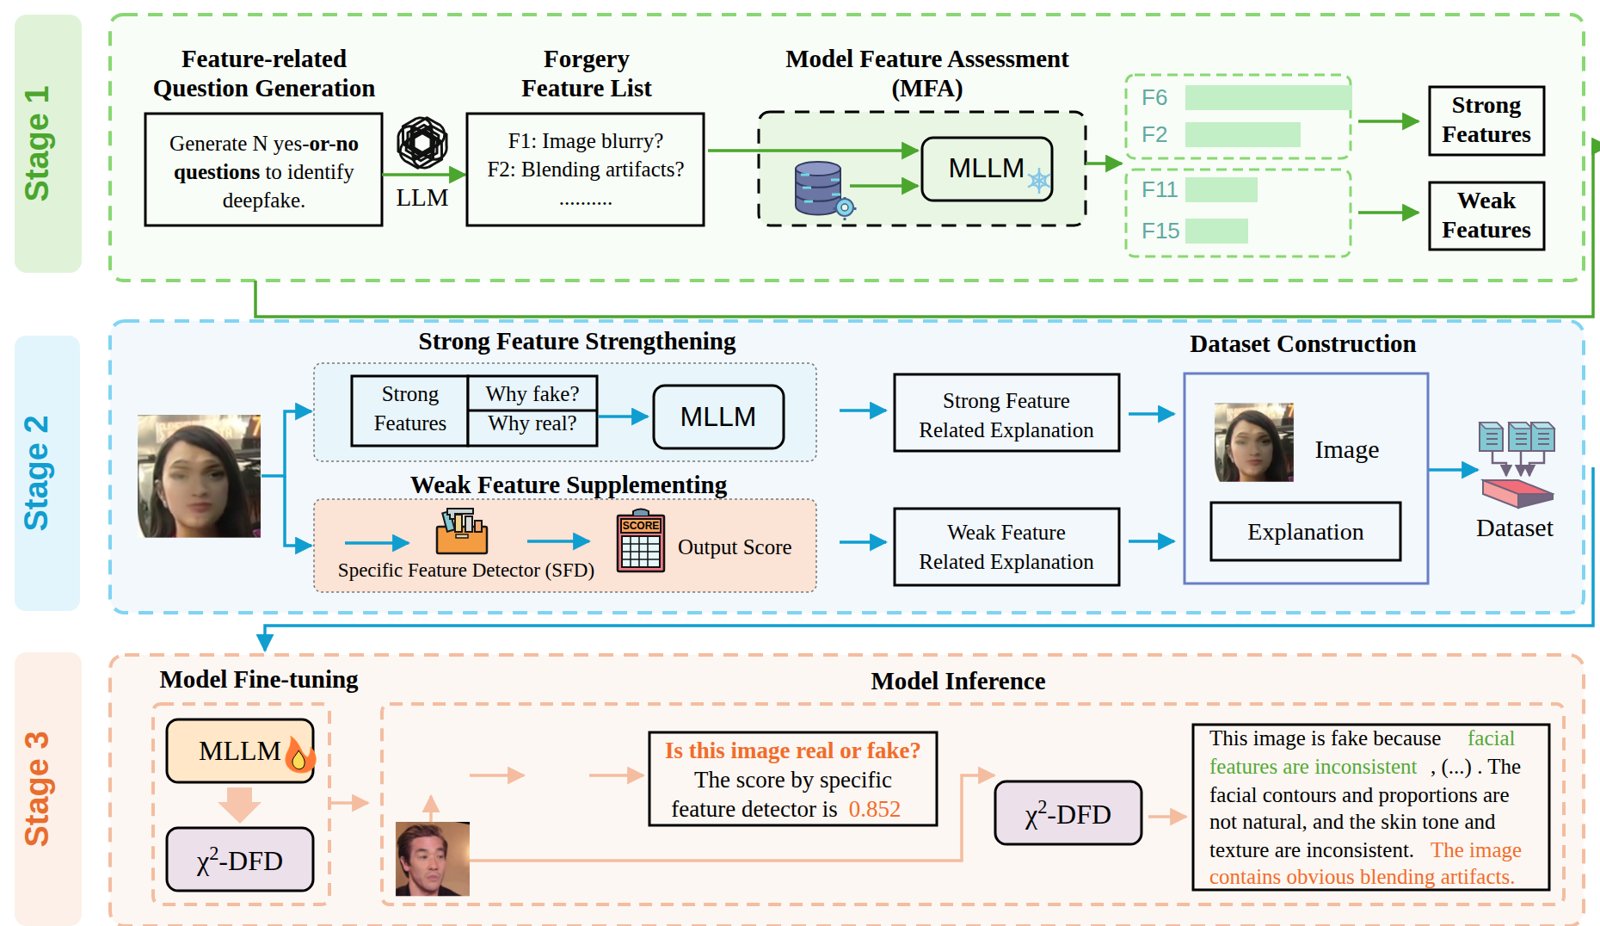 Stage 1
Feature-related
Question Generation
Generate N yes-or-no
questions to identify
deepfake.
LLM
Forgery
Feature List
F1: Image blurry?
F2: Blending artifacts?
..........
Model Feature Assessment
(MFA)
MLLM
F6
F2
F11
F15
Strong
Features
Weak
Features
Stage 2
Strong Feature Strengthening
Strong
Features
Why fake?
Why real?
MLLM
Weak Feature Supplementing
Specific Feature Detector (SFD)
SCORE
Output Score
Strong Feature
Related Explanation
Weak Feature
Related Explanation
Dataset Construction
Image
Explanation
Dataset
Stage 3
Model Fine-tuning
MLLM
χ²-DFD
Model Inference
Is this image real or fake?
The score by specific
feature detector is 0.852
χ²-DFD
This image is fake because facial
features are inconsistent , (...) . The
facial contours and proportions are
not natural, and the skin tone and
texture are inconsistent. The image
contains obvious blending artifacts.